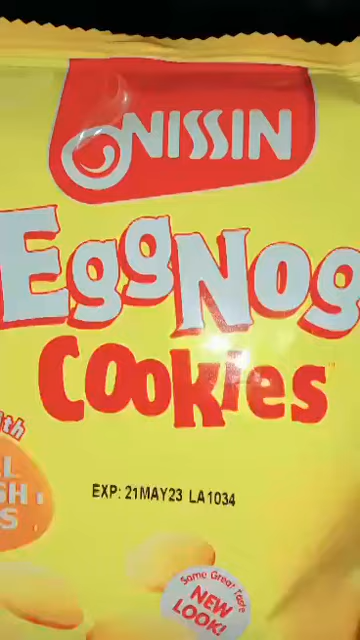 NISSIN
EggNog
Cookies
EXP: 21MAY23 LA1034
Same Great Taste
NEW
LOOK!